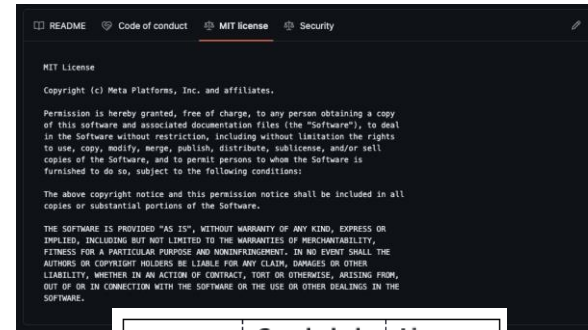 README Code of conduct MIT license Security
MIT License
Copyright (c) Meta Platforms, Inc. and affiliates.
Permission is hereby granted, free of charge, to any person obtaining a copy
of this software and associated documentation files (the "Software"), to deal
in the Software without restriction, including without limitation the rights
to use, copy, modify, merge, publish, distribute, sublicense, and/or sell
copies of the Software, and to permit persons to whom the Software is
furnished to do so, subject to the following conditions:
The above copyright notice and this permission notice shall be included in all
copies or substantial portions of the Software.
THE SOFTWARE IS PROVIDED "AS IS", WITHOUT WARRANTY OF ANY KIND, EXPRESS OR
IMPLIED, INCLUDING BUT NOT LIMITED TO THE WARRANTIES OF MERCHANTABILITY,
FITNESS FOR A PARTICULAR PURPOSE AND NONINFRINGEMENT. IN NO EVENT SHALL THE
AUTHORS OR COPYRIGHT HOLDERS BE LIABLE FOR ANY CLAIM, DAMAGES OR OTHER
LIABILITY, WHETHER IN AN ACTION OF CONTRACT, TORT OR OTHERWISE, ARISING FROM,
OUT OF OR IN CONNECTION WITH THE SOFTWARE OR THE USE OR OTHER DEALINGS IN THE
SOFTWARE.